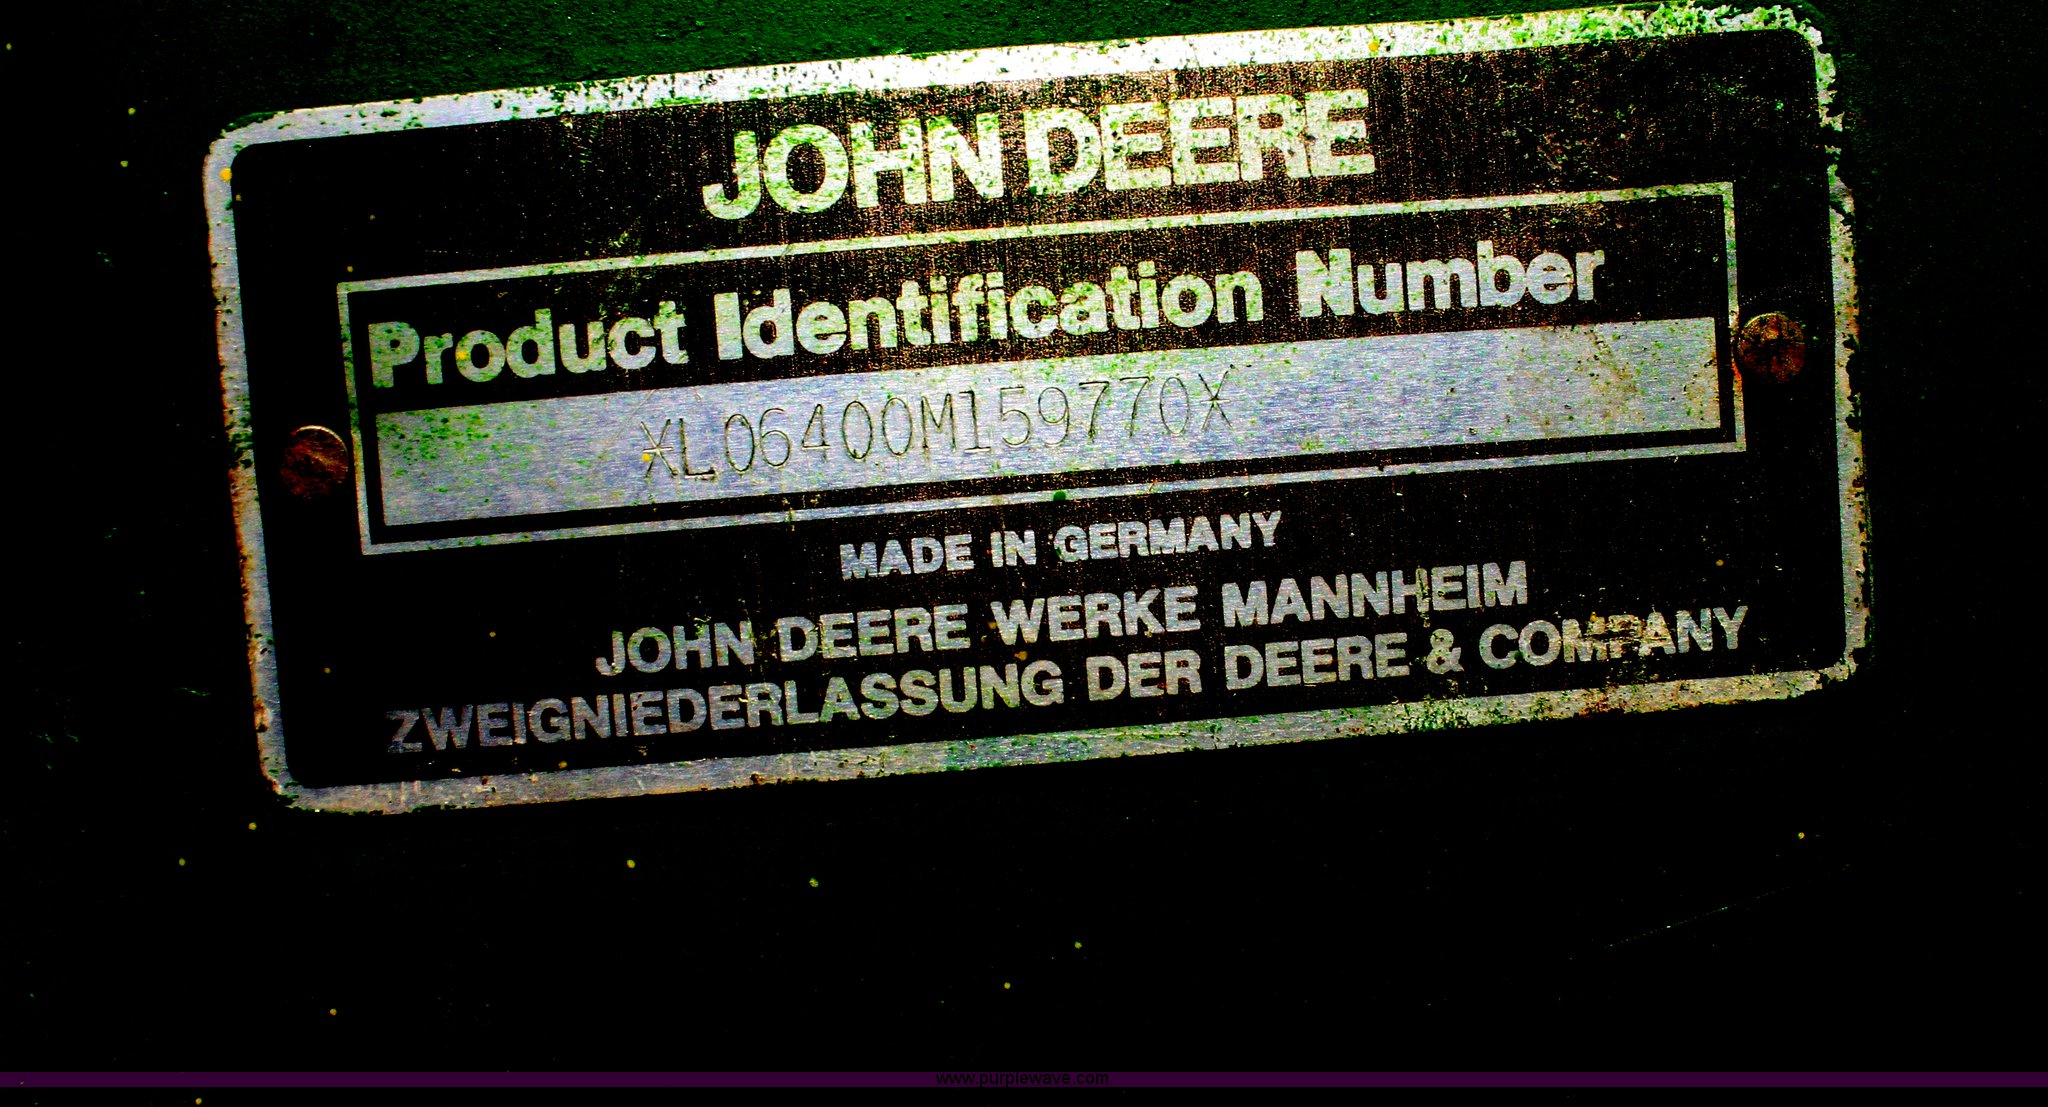 JOHN DEERE
Product Identification Number
XL06400M159770X
MADE IN GERMANY
JOHN DEERE WERKE MANNHEIM
ZWEIGNIEDERLASSUNG DER DEERE & COMPANY
www.purplewave.com